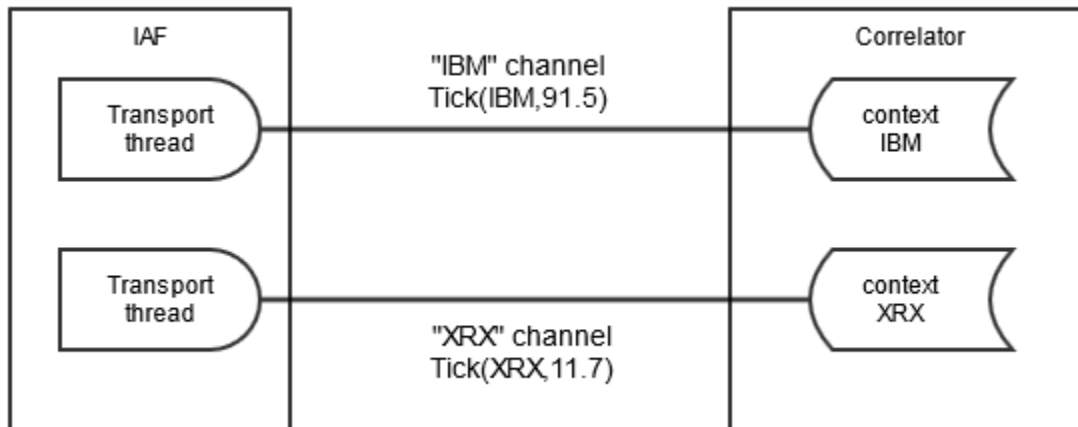 IAF
Correlator
"IBM" channel
Tick(IBM,91.5)
Transport
thread
context
IBM
Transport
thread
context
XRX
"XRX" channel
Tick(XRX,11.7)